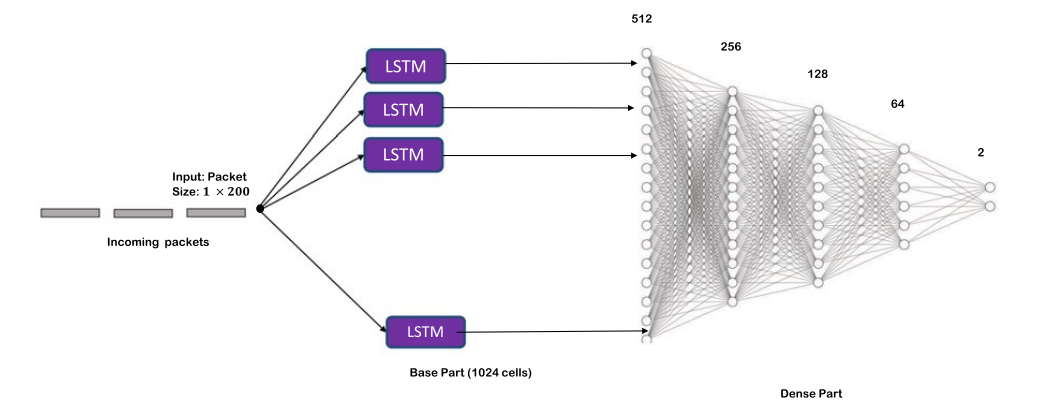 512
256
128
64
2
LSTM
LSTM
LSTM
Input: Packet
Size: 1 × 200
Incoming packets
LSTM
Base Part (1024 cells)
Dense Part